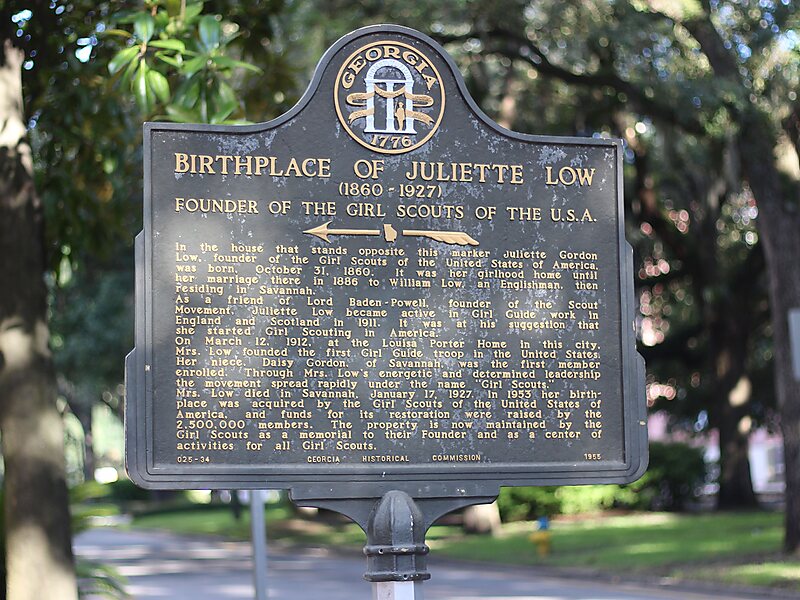 GEORGIA
1776
BIRTHPLACE OF JULIETTE LOW
(1860-1927)
FOUNDER OF THE GIRL SCOUTS OF THE U.S.A.
In the house that stands opposite this marker Juliette Gordon
Low, founder of the Girl Scouts of the United States of America,
was born, October 31, 1860. It was her girlhood home until
her marriage there in 1886 to William Low, an Englishman, then
residing in Savannah.
As a friend of Lord Baden-Powell, founder of the Scout
Movement, Juliette Low became active in Girl Guide work in
England and Scotland in 1911. It was at his suggestion that
she started Girl Scouting in America.
On March 12, 1912, at the Louisa Porter Home in this city,
Mrs. Low founded the first Girl Guide troop in the United States.
Her niece, Daisy Gordon, of Savannah, was the first member
enrolled. Through Mrs. Low's energetic and determined leadership
the movement spread rapidly under the name "Girl Scouts."
Mrs. Low died in Savannah, January 17, 1927. In 1953 her birth-
place was acquired by the Girl Scouts of the United States of
America, and funds for its restoration were raised by the
2,500,000 members. The property is now maintained by the
Girl Scouts as a memorial to their Founder and as a center of
activities for all Girl Scouts.
025-34 GEORGIA HISTORICAL COMMISSION 1955